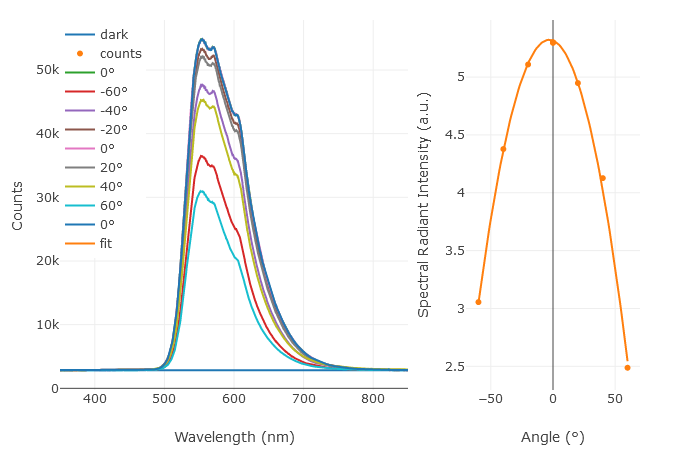 dark
counts
0°
-60°
-40°
-20°
0°
20°
40°
60°
0°
fit
50k
40k
30k
20k
10k
0
400 500 600 700 800
Wavelength (nm)
Counts
5
4.5
4
3.5
3
2.5
−50 0 50
Angle (°)
Spectral Radiant Intensity (a.u.)